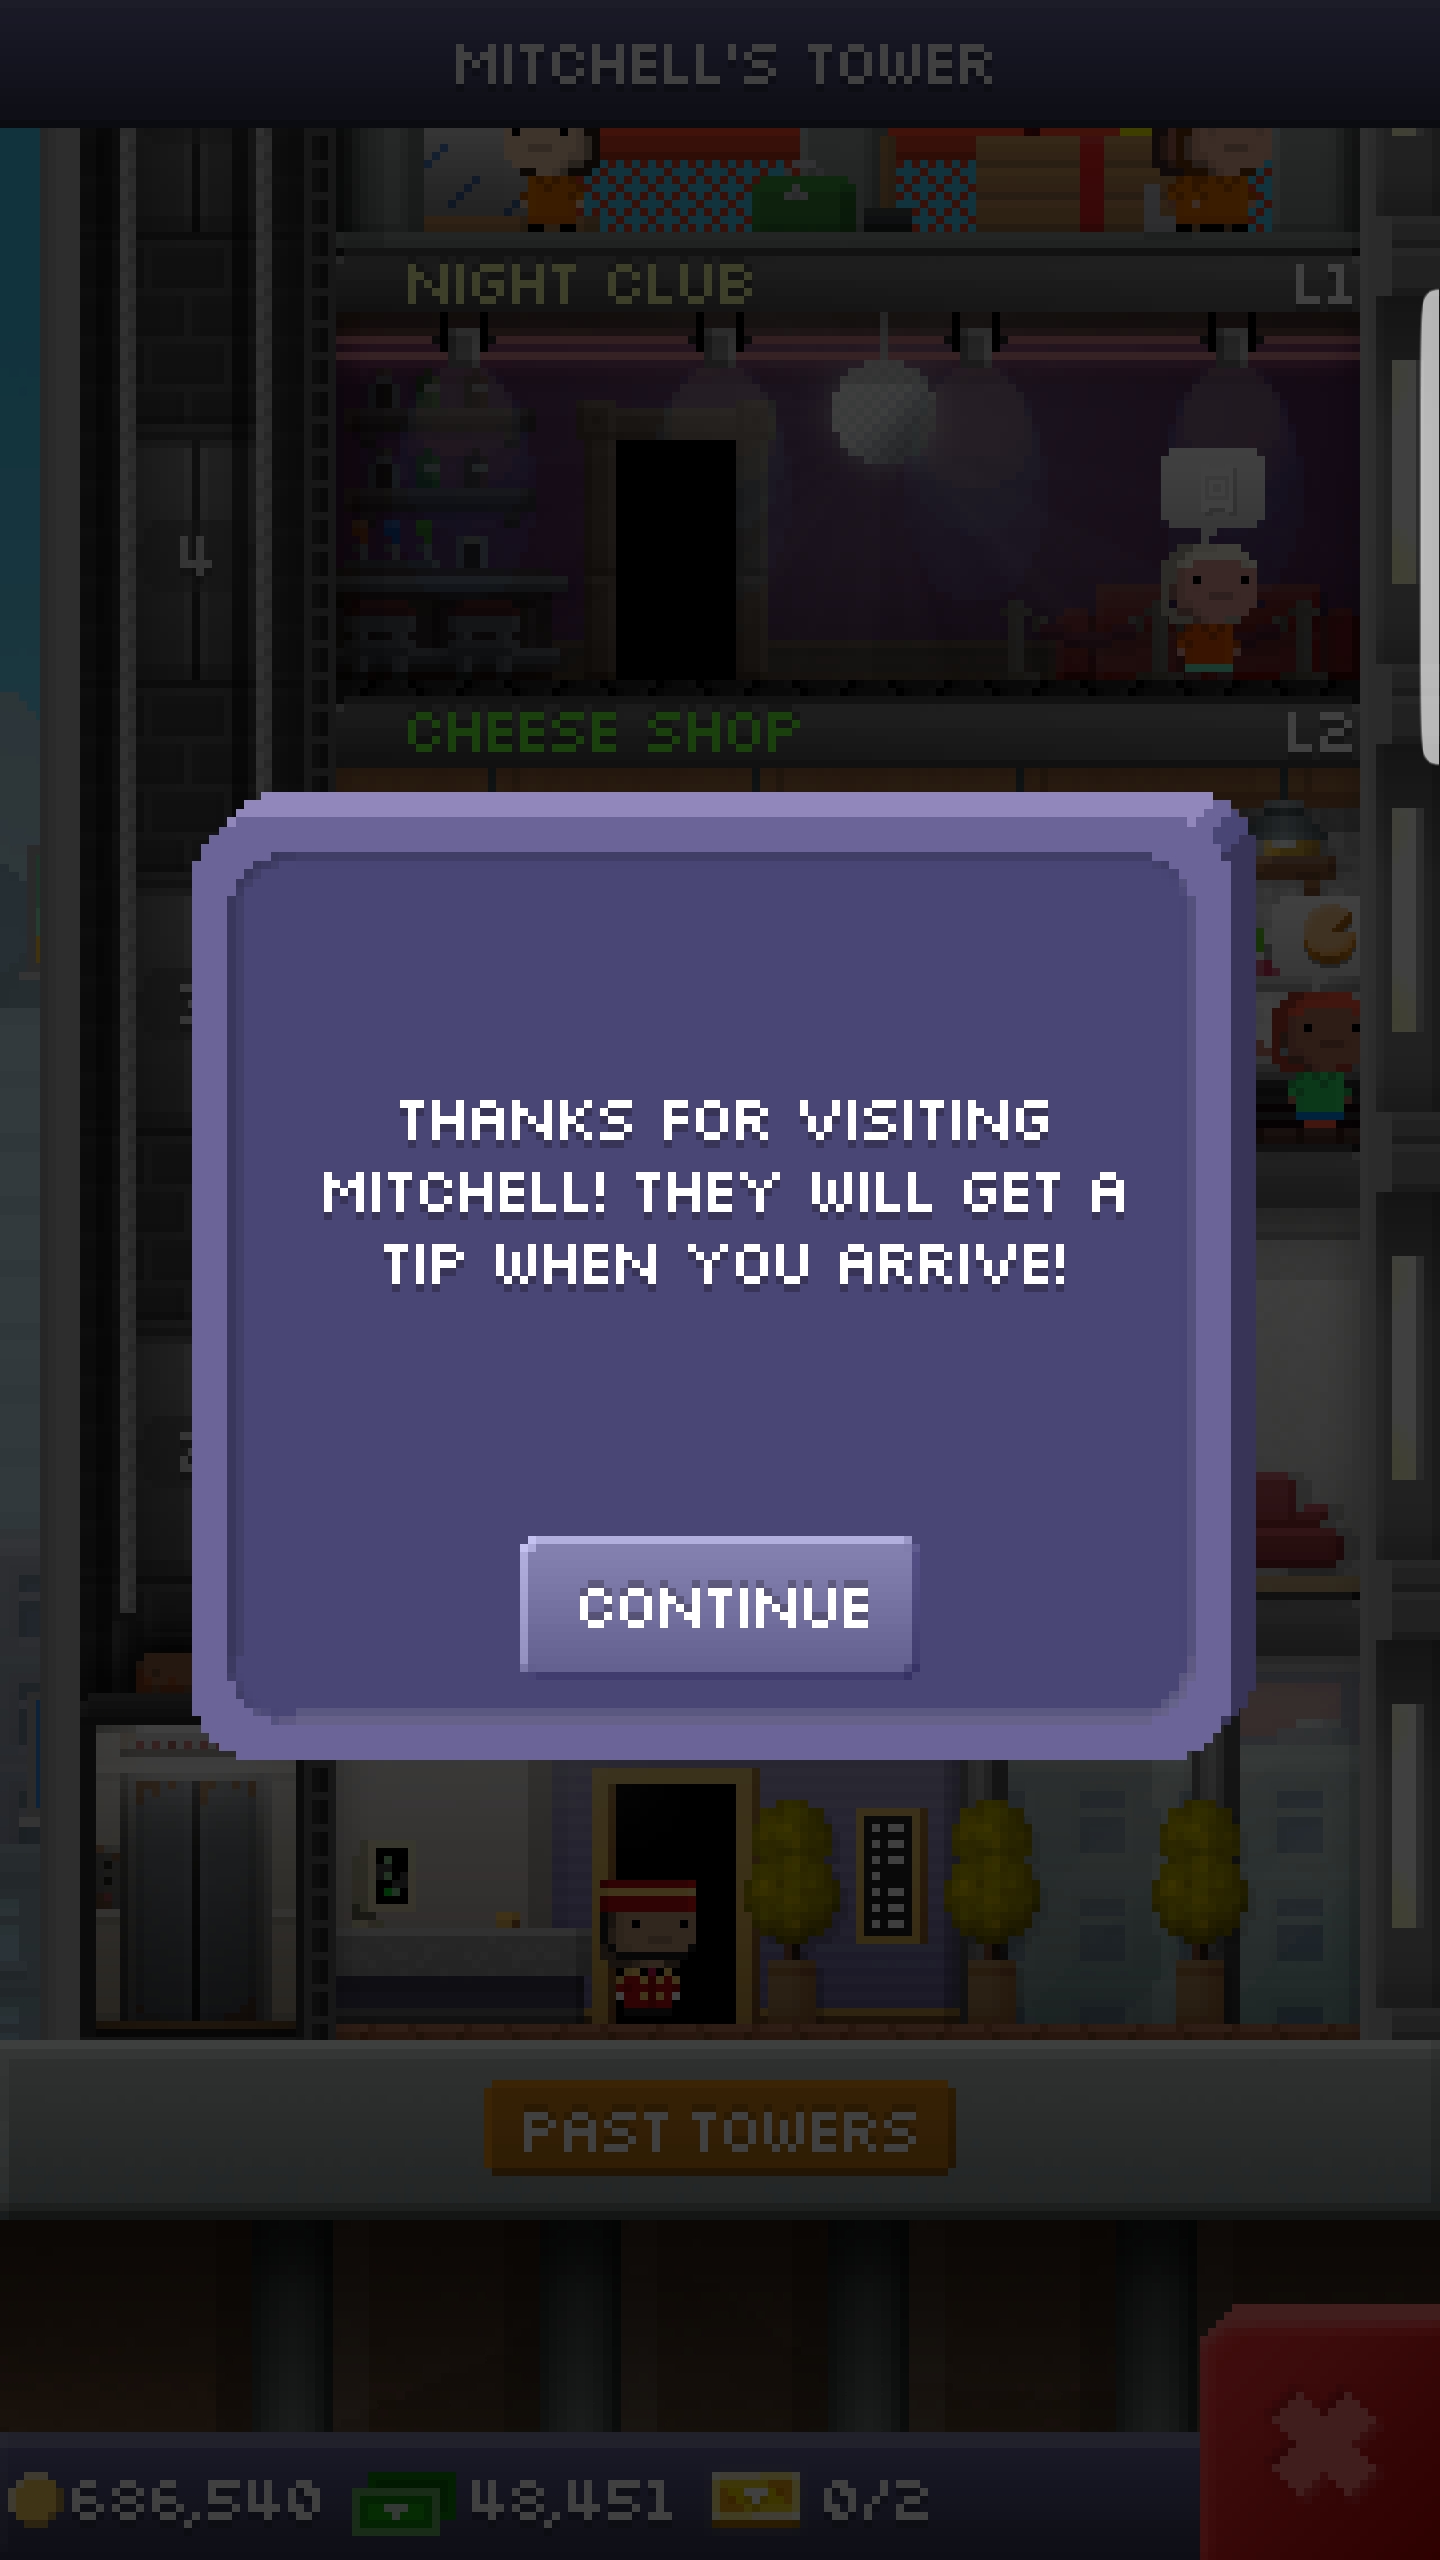 MITCHELL'S TOWER
NIGHT CLUB L1
4
CHEESE SHOP L2
THANKS FOR VISITING
MITCHELL! THEY WILL GET A
TIP WHEN YOU ARRIVE!
CONTINUE
PAST TOWERS
686,540 48,451 0/2